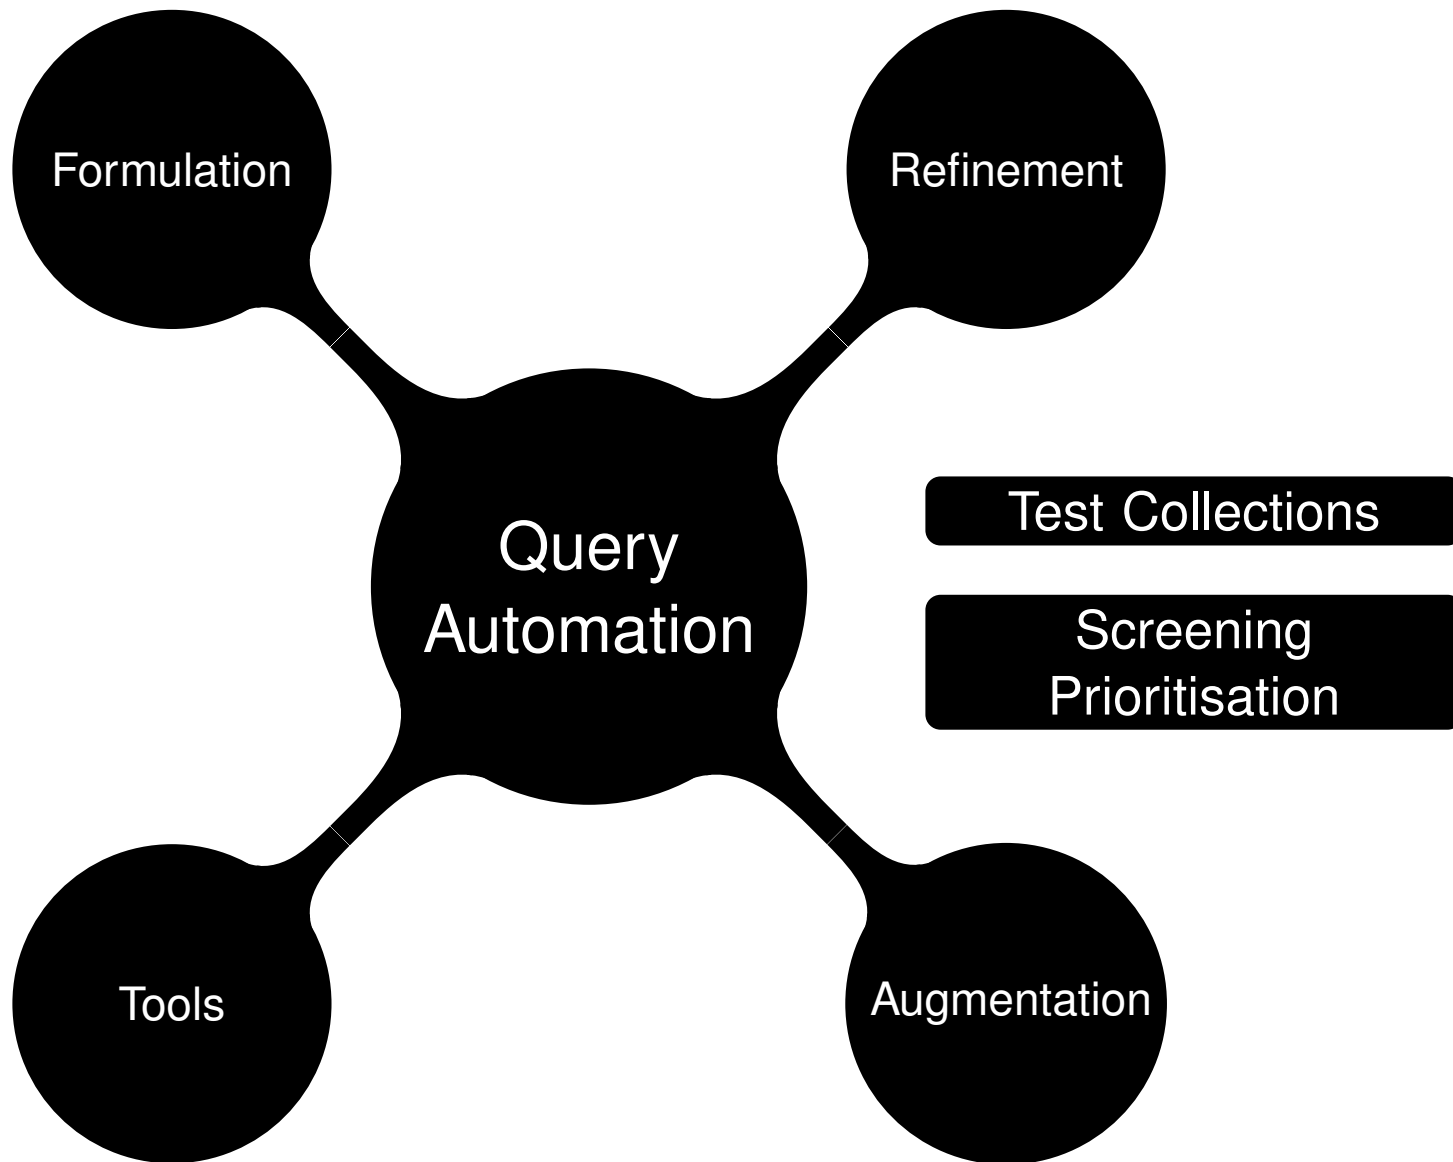 Formulation
Refinement
Query
Automation
Test Collections
Screening
Prioritisation
Tools
Augmentation